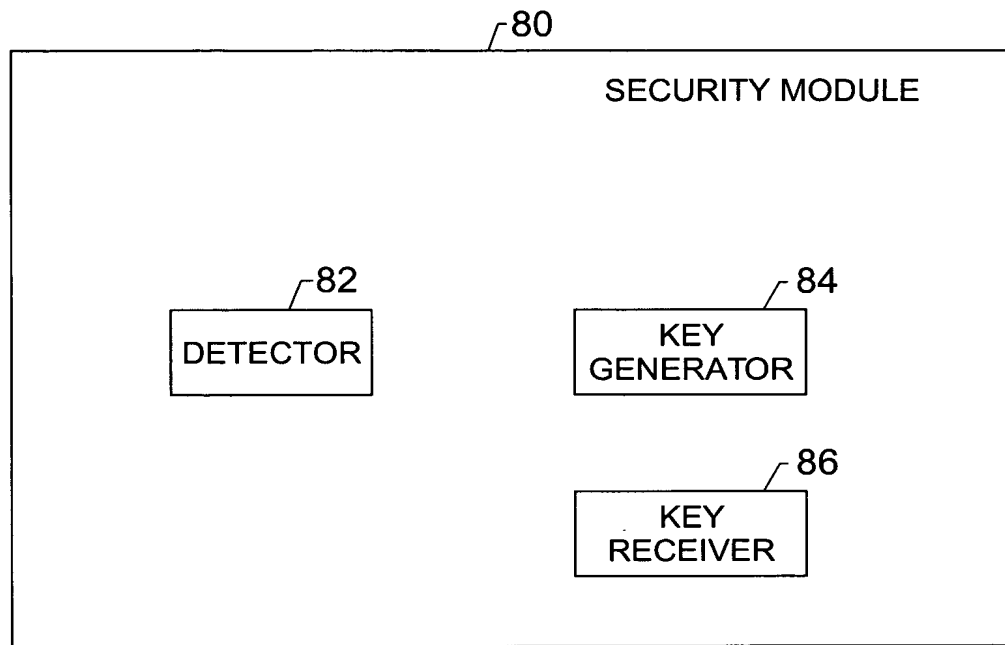 80
SECURITY MODULE
82
DETECTOR
84
KEY
GENERATOR
86
KEY
RECEIVER